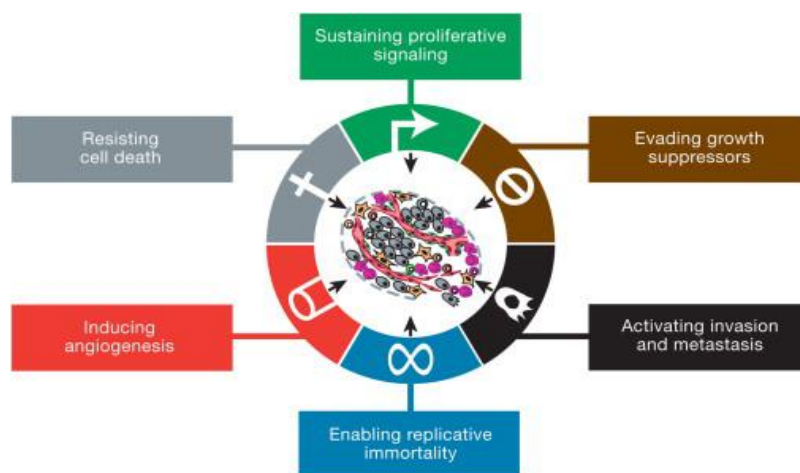 Sustaining proliferative
signaling
Resisting
cell death
Evading growth
suppressors
Inducing
angiogenesis
Activating invasion
and metastasis
Enabling replicative
immortality